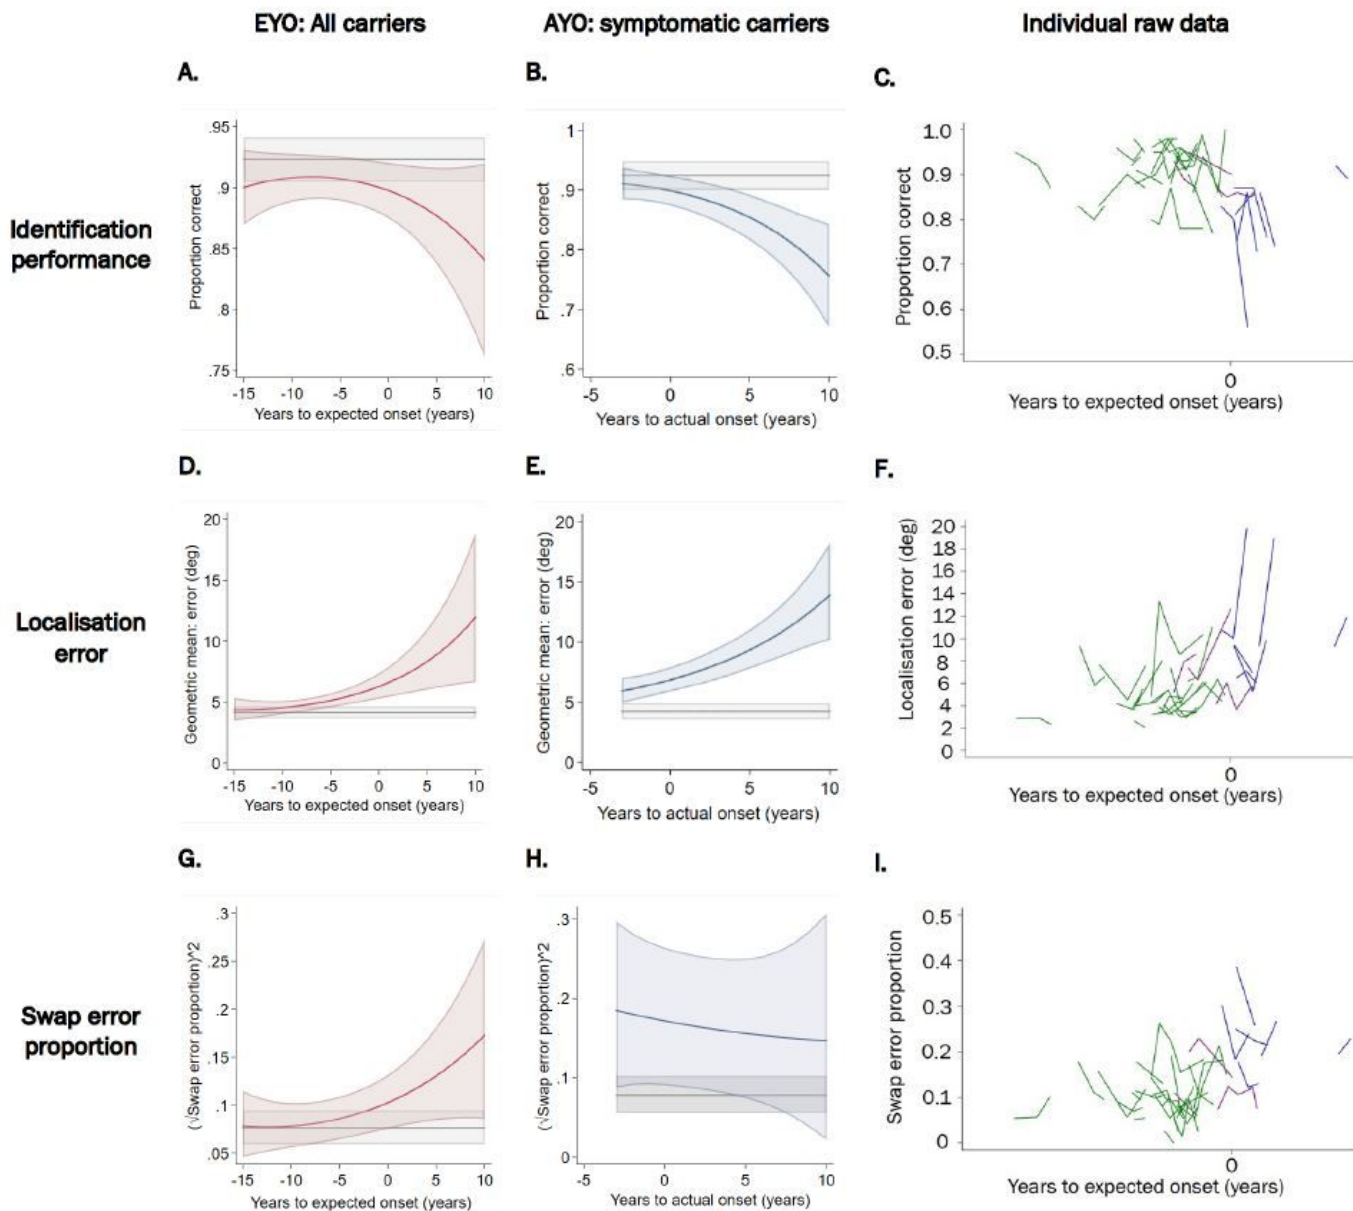 EYO: All carriers
AYO: symptomatic carriers
Individual raw data
A.
B.
C.
Identification
performance
Proportion correct
.95
.9
.85
.8
.75
-15 -10 -5 0 5 10
Years to expected onset (years)
Proportion correct
1
.9
.8
.7
.6
-5 0 5 10
Years to actual onset (years)
Proportion correct
1.0
0.9
0.8
0.7
0.6
0.5
0
Years to expected onset (years)
D.
E.
F.
Localisation
error
Geometric mean: error (deg)
20
15
10
5
0
-15 -10 -5 0 5 10
Years to expected onset (years)
Geometric mean: error (deg)
20
15
10
5
0
-5 0 5 10
Years to actual onset (years)
Localisation error (deg)
20
18
16
14
12
10
8
6
4
2
0
0
Years to expected onset (years)
G.
H.
I.
Swap error
proportion
(√Swap error proportion)^2
.3
.25
.2
.15
.1
.05
-15 -10 -5 0 5 10
Years to expected onset (years)
(√Swap error proportion)^2
.3
.2
.1
0
-5 0 5 10
Years to actual onset (years)
Swap error proportion
0.5
0.4
0.3
0.2
0.1
0
0
Years to expected onset (years)